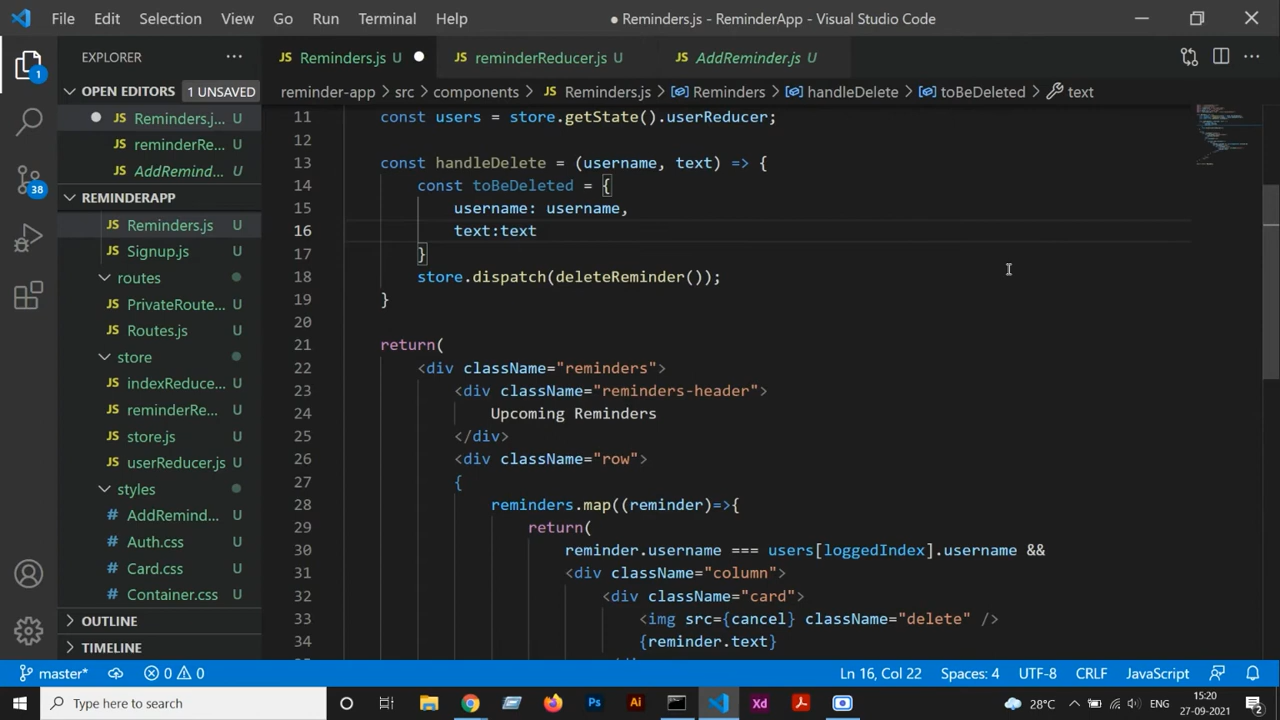 File Edit Selection View Go Run Terminal Help
● Reminders.js - ReminderApp - Visual Studio Code
EXPLORER ···
JS Reminders.js U ●
JS reminderReducer.js U
JS AddReminder.js U
1
OPEN EDITORS 1 UNSAVED
reminder-app > src > components > JS Reminders.js > Reminders > handleDelete > toBeDeleted > text
● JS Reminders.j... U
JS reminderRe... U
JS AddRemind... U
REMINDERAPP
JS Reminders.js U
JS Signup.js U
routes
JS PrivateRoute... U
JS Routes.js U
store
JS indexReduce... U
JS reminderRe... U
JS store.js U
JS userReducer.js U
styles
# AddRemind... U
# Auth.css U
# Card.css U
# Container.css U
OUTLINE
TIMELINE
38
11 const users = store.getState().userReducer;
12
13 const handleDelete = (username, text) => {
14 const toBeDeleted = {
15 username: username,
16 text:text
17 }
18 store.dispatch(deleteReminder());
19 }
20
21 return(
22 <div className="reminders">
23 <div className="reminders-header">
24 Upcoming Reminders
25 </div>
26 <div className="row">
27 {
28 reminders.map((reminder)=>{
29 return(
30 reminder.username === users[loggedIndex].username &&
31 <div className="column">
32 <div className="card">
33 <img src={cancel} className="delete" />
34 {reminder.text}
master* 0 0 Ln 16, Col 22 Spaces: 4 UTF-8 CRLF JavaScript
Type here to search
Ps Ai Xd
28°C ENG 15:20
27-09-2021 2